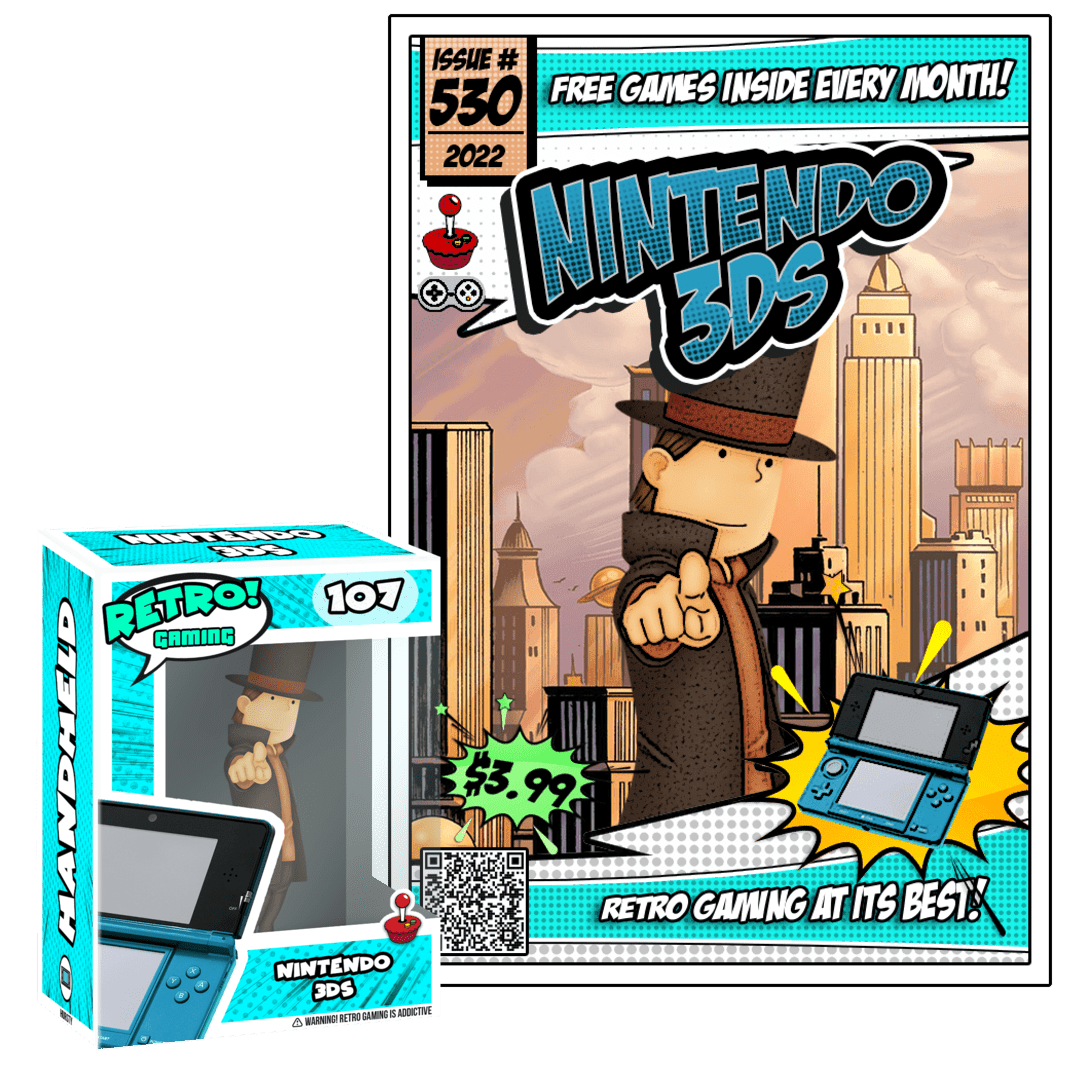 ISSUE #
530
2022
FREE GAMES INSIDE EVERY MONTH!
NINTENDO
3DS
$3.99
RETRO GAMING AT ITS BEST!
NINTENDO
3DS
RETRO!
GAMING
107
HANDHELD
NINTENDO
3DS
WARNING! RETRO GAMING IS ADDICTIVE
X
Y
A
B